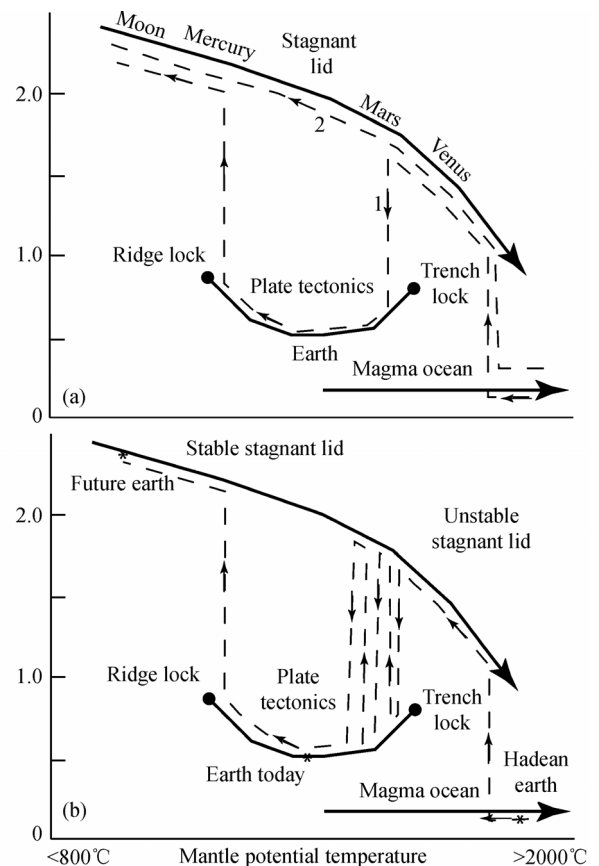 Moon
Mercury
Stagnant
lid
2.0
Mars
2
Venus
1
1.0
Ridge lock
Plate tectonics
Trench
lock
Earth
Magma ocean
(a)
0
Stable stagnant lid
Future earth
2.0
Unstable
stagnant lid
1.0
Ridge lock
Plate
tectonics
Trench
lock
Earth today
Hadean
earth
Magma ocean
(b)
0
<800℃
Mantle potential temperature
>2000℃